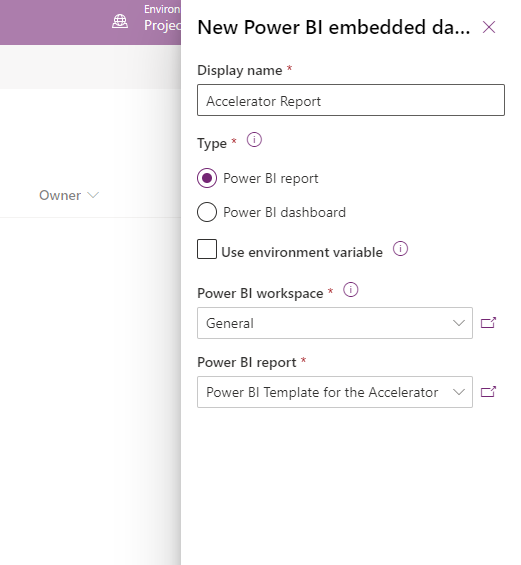 Environ
Projec
Owner
New Power BI embedded da...
Display name *
Accelerator Report
Type *
Power BI report
Power BI dashboard
Use environment variable
Power BI workspace *
General
Power BI report *
Power BI Template for the Accelerator